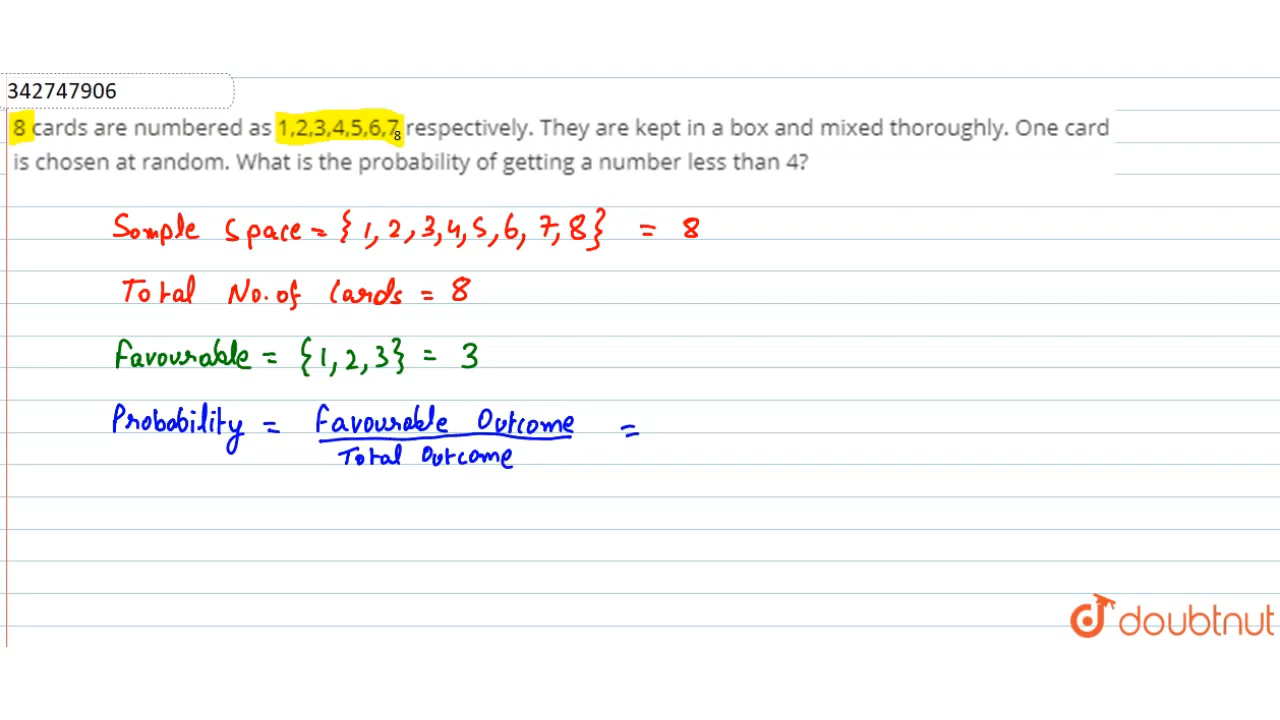 342747906
8 cards are numbered as 1,2,3,4,5,6,7,8 respectively. They are kept in a box and mixed thoroughly. One card
is chosen at random. What is the probability of getting a number less than 4?
Sample Space = {1, 2, 3, 4, 5, 6, 7, 8} = 8
Total No. of Cards = 8
Favourable = {1, 2, 3} = 3
Probability = Favourable Outcome =
Total Outcome
doubtnut